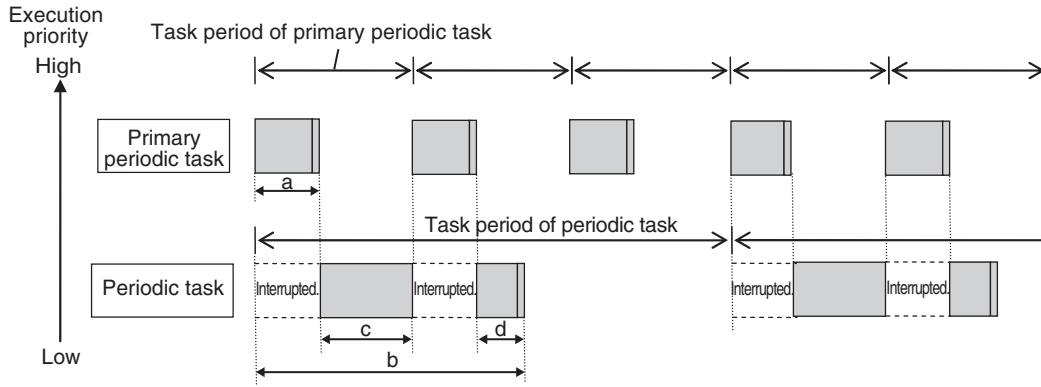 Execution
priority
High
Task period of primary periodic task
Primary
periodic task
a
Task period of periodic task
Periodic task
Interrupted.
Interrupted.
Interrupted.
Interrupted.
c
d
b
Low